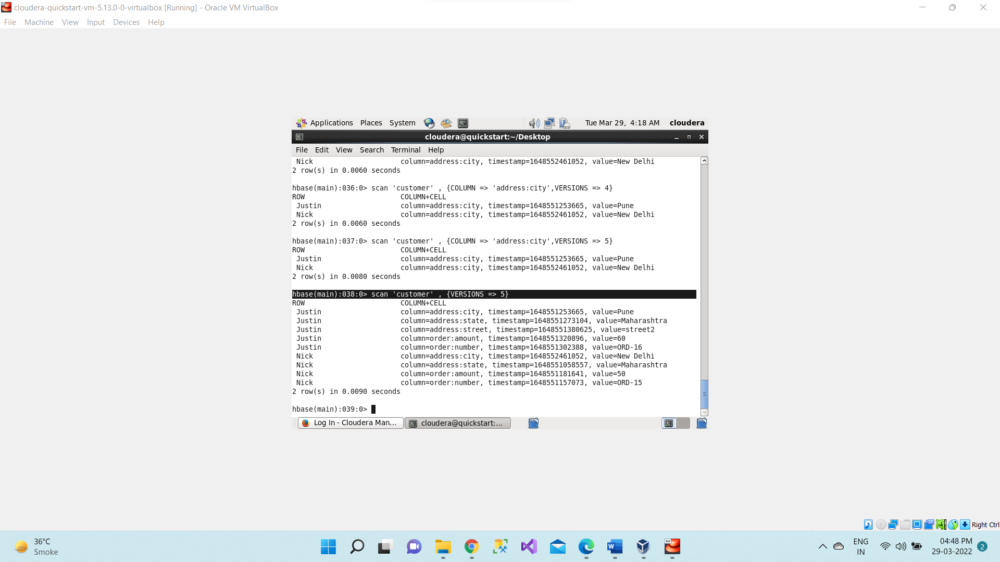 cloudera-quickstart-vm-5.13.0-0-virtualbox [Running] - Oracle VM VirtualBox
File Machine View Input Devices Help
Applications Places System Tue Mar 29, 4:18 AM cloudera
cloudera@quickstart:~/Desktop
File Edit View Search Terminal Help
Nick column=address:city, timestamp=1648552461052, value=New Delhi
2 row(s) in 0.0060 seconds
hbase(main):036:0> scan 'customer' , {COLUMN => 'address:city',VERSIONS => 4}
ROW COLUMN+CELL
Justin column=address:city, timestamp=1648551253665, value=Pune
Nick column=address:city, timestamp=1648552461052, value=New Delhi
2 row(s) in 0.0060 seconds
hbase(main):037:0> scan 'customer' , {COLUMN => 'address:city',VERSIONS => 5}
ROW COLUMN+CELL
Justin column=address:city, timestamp=1648551253665, value=Pune
Nick column=address:city, timestamp=1648552461052, value=New Delhi
2 row(s) in 0.0080 seconds
hbase(main):038:0> scan 'customer' , {VERSIONS => 5}
ROW COLUMN+CELL
Justin column=address:city, timestamp=1648551253665, value=Pune
Justin column=address:state, timestamp=1648551273104, value=Maharashtra
Justin column=address:street, timestamp=1648551380625, value=street2
Justin column=order:amount, timestamp=1648551320896, value=60
Justin column=order:number, timestamp=1648551302388, value=ORD-16
Nick column=address:city, timestamp=1648552461052, value=New Delhi
Nick column=address:state, timestamp=1648551058557, value=Maharashtra
Nick column=order:amount, timestamp=1648551181641, value=50
Nick column=order:number, timestamp=1648551157073, value=ORD-15
2 row(s) in 0.0090 seconds
hbase(main):039:0>
Log In - Cloudera Man... cloudera@quickstart:...
Right Ctrl
36°C
Smoke
ENG
IN
04:48 PM
29-03-2022
2